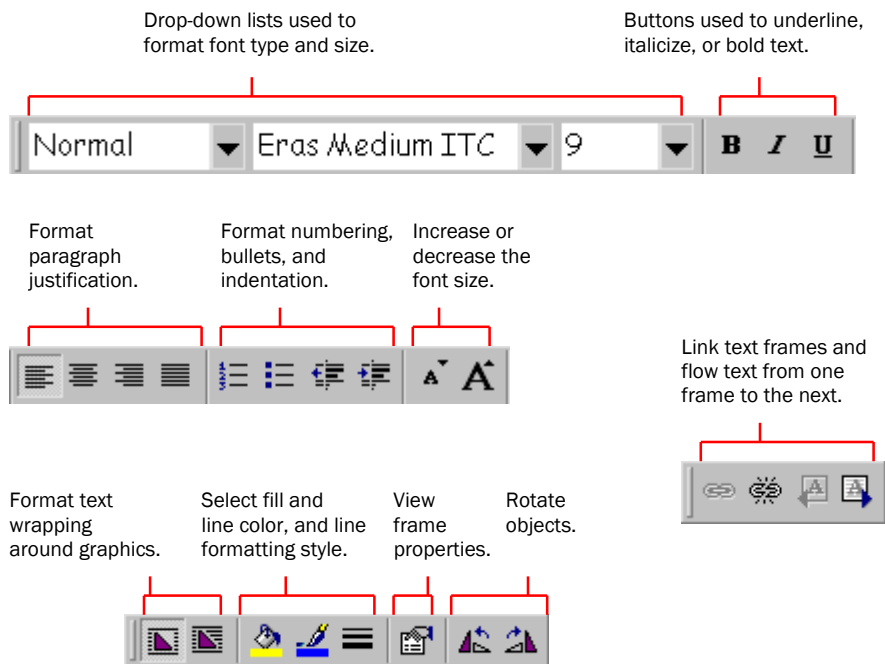 Drop-down lists used to
format font type and size.
Buttons used to underline,
italicize, or bold text.
Normal Eras Medium ITC 9 B I U
Format
paragraph
justification.
Format numbering,
bullets, and
indentation.
Increase or
decrease the
font size.
1
2
3
A A
Link text frames and
flow text from one
frame to the next.
A A
Format text
wrapping
around graphics.
Select fill and
line color, and line
formatting style.
View
frame
properties.
Rotate
objects.